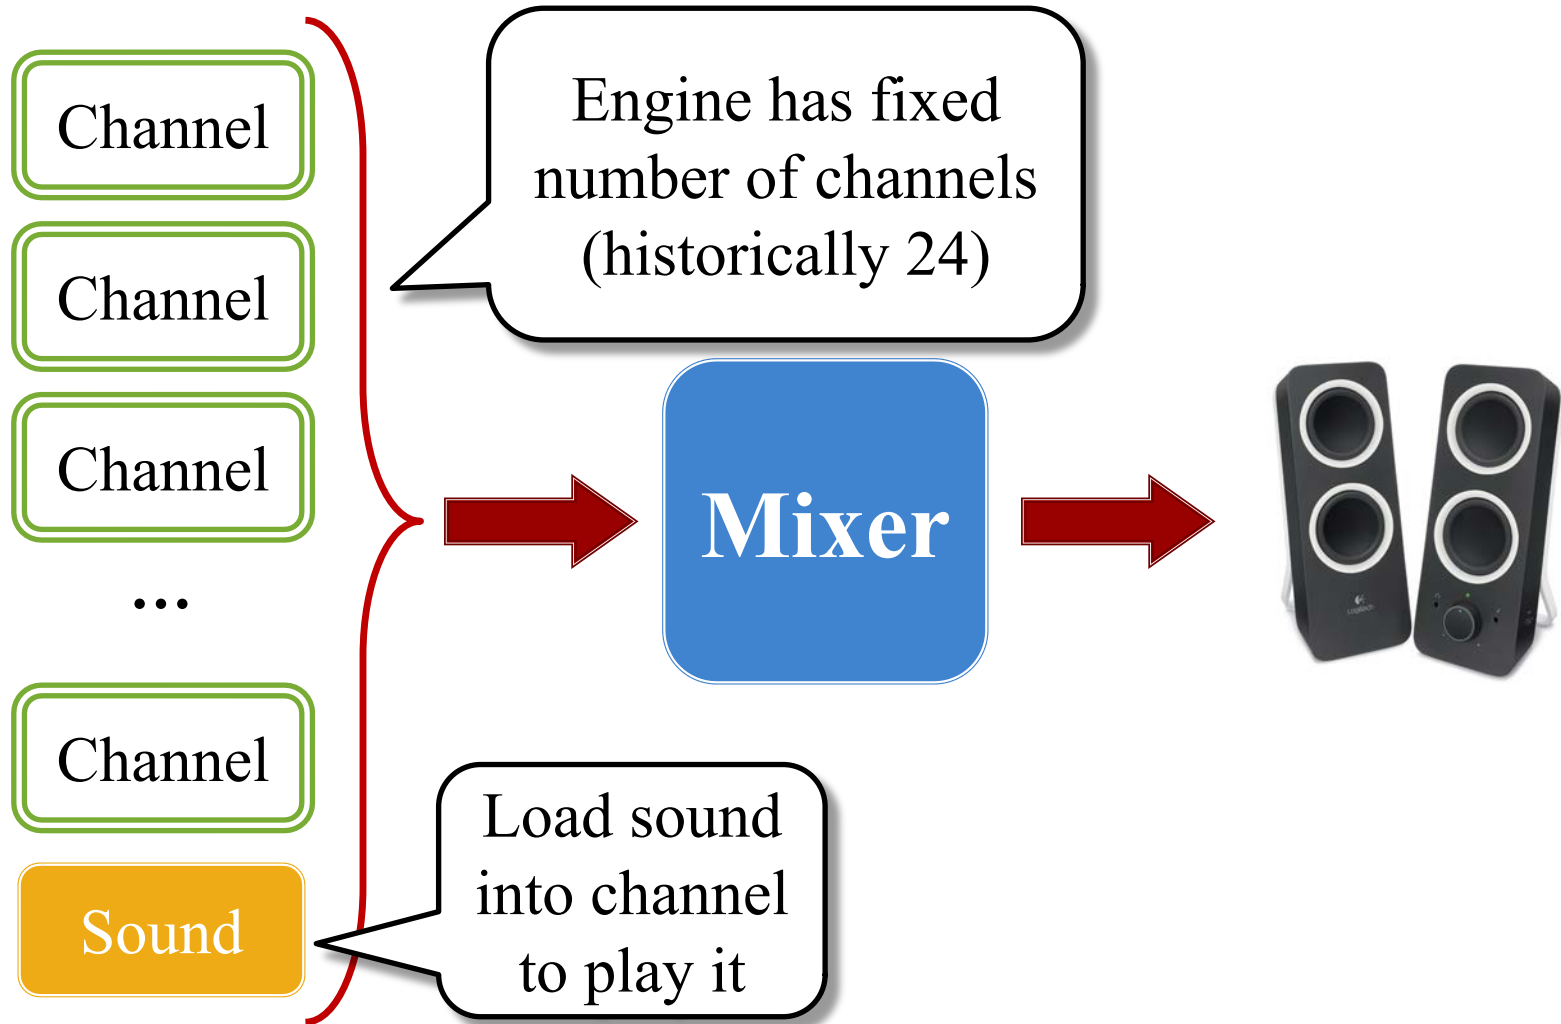 Channel
Channel
Channel
...
Channel
Sound
Engine has fixed
number of channels
(historically 24)
Mixer
Load sound
into channel
to play it
Logitech